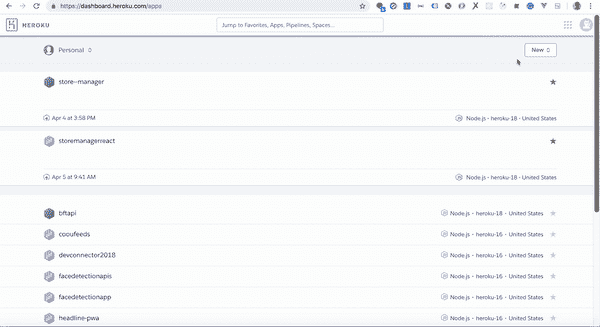 https://dashboard.heroku.com/apps
HEROKU
Jump to Favorites, Apps, Pipelines, Spaces...
Personal
New
store--manager
Apr 4 at 3:58 PM
Node.js • heroku-18 • United States
storemanagerreact
Apr 5 at 9:41 AM
Node.js • heroku-18 • United States
bftapi
Node.js • heroku-18 • United States
cooufeeds
Node.js • heroku-16 • United States
devconnector2018
Node.js • heroku-16 • United States
facedetectionapis
Node.js • heroku-16 • United States
facedetectionapp
Node.js • heroku-16 • United States
headline-pwa
Node.js • heroku-16 • United States